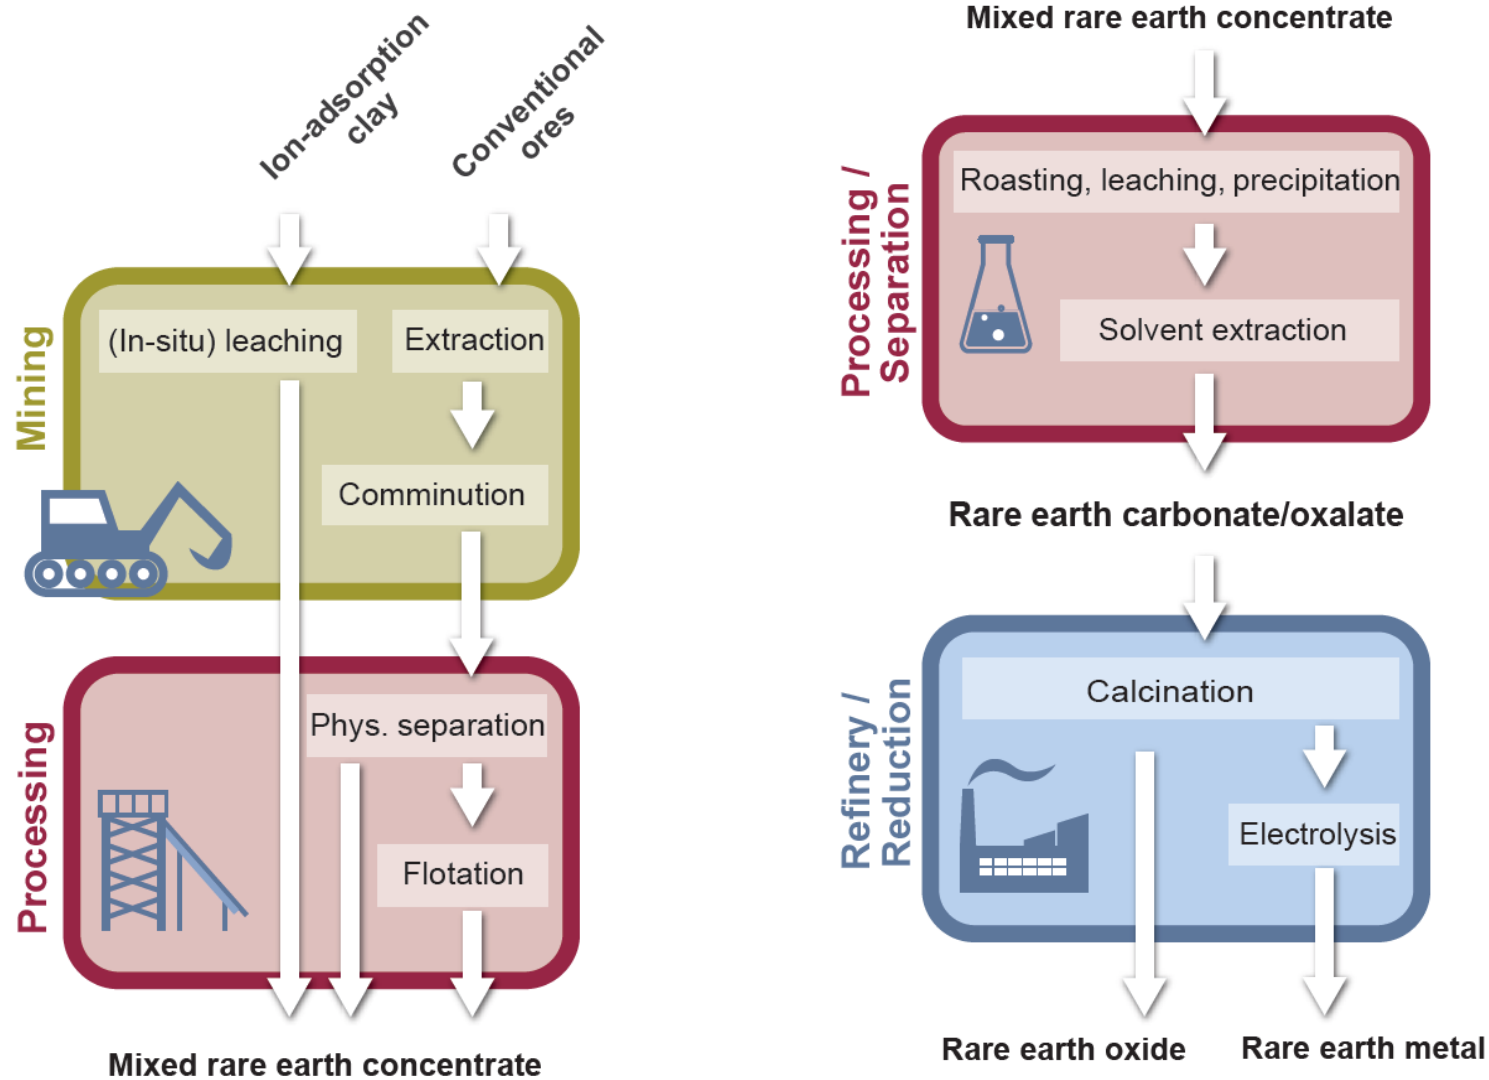 Ion-adsorption
clay
Conventional
ores
Mining
(In-situ) leaching
Extraction
Comminution
Processing
Phys. separation
Flotation
Mixed rare earth concentrate
Mixed rare earth concentrate
Processing /
Separation
Roasting, leaching, precipitation
Solvent extraction
Rare earth carbonate/oxalate
Refinery /
Reduction
Calcination
Electrolysis
Rare earth oxide
Rare earth metal